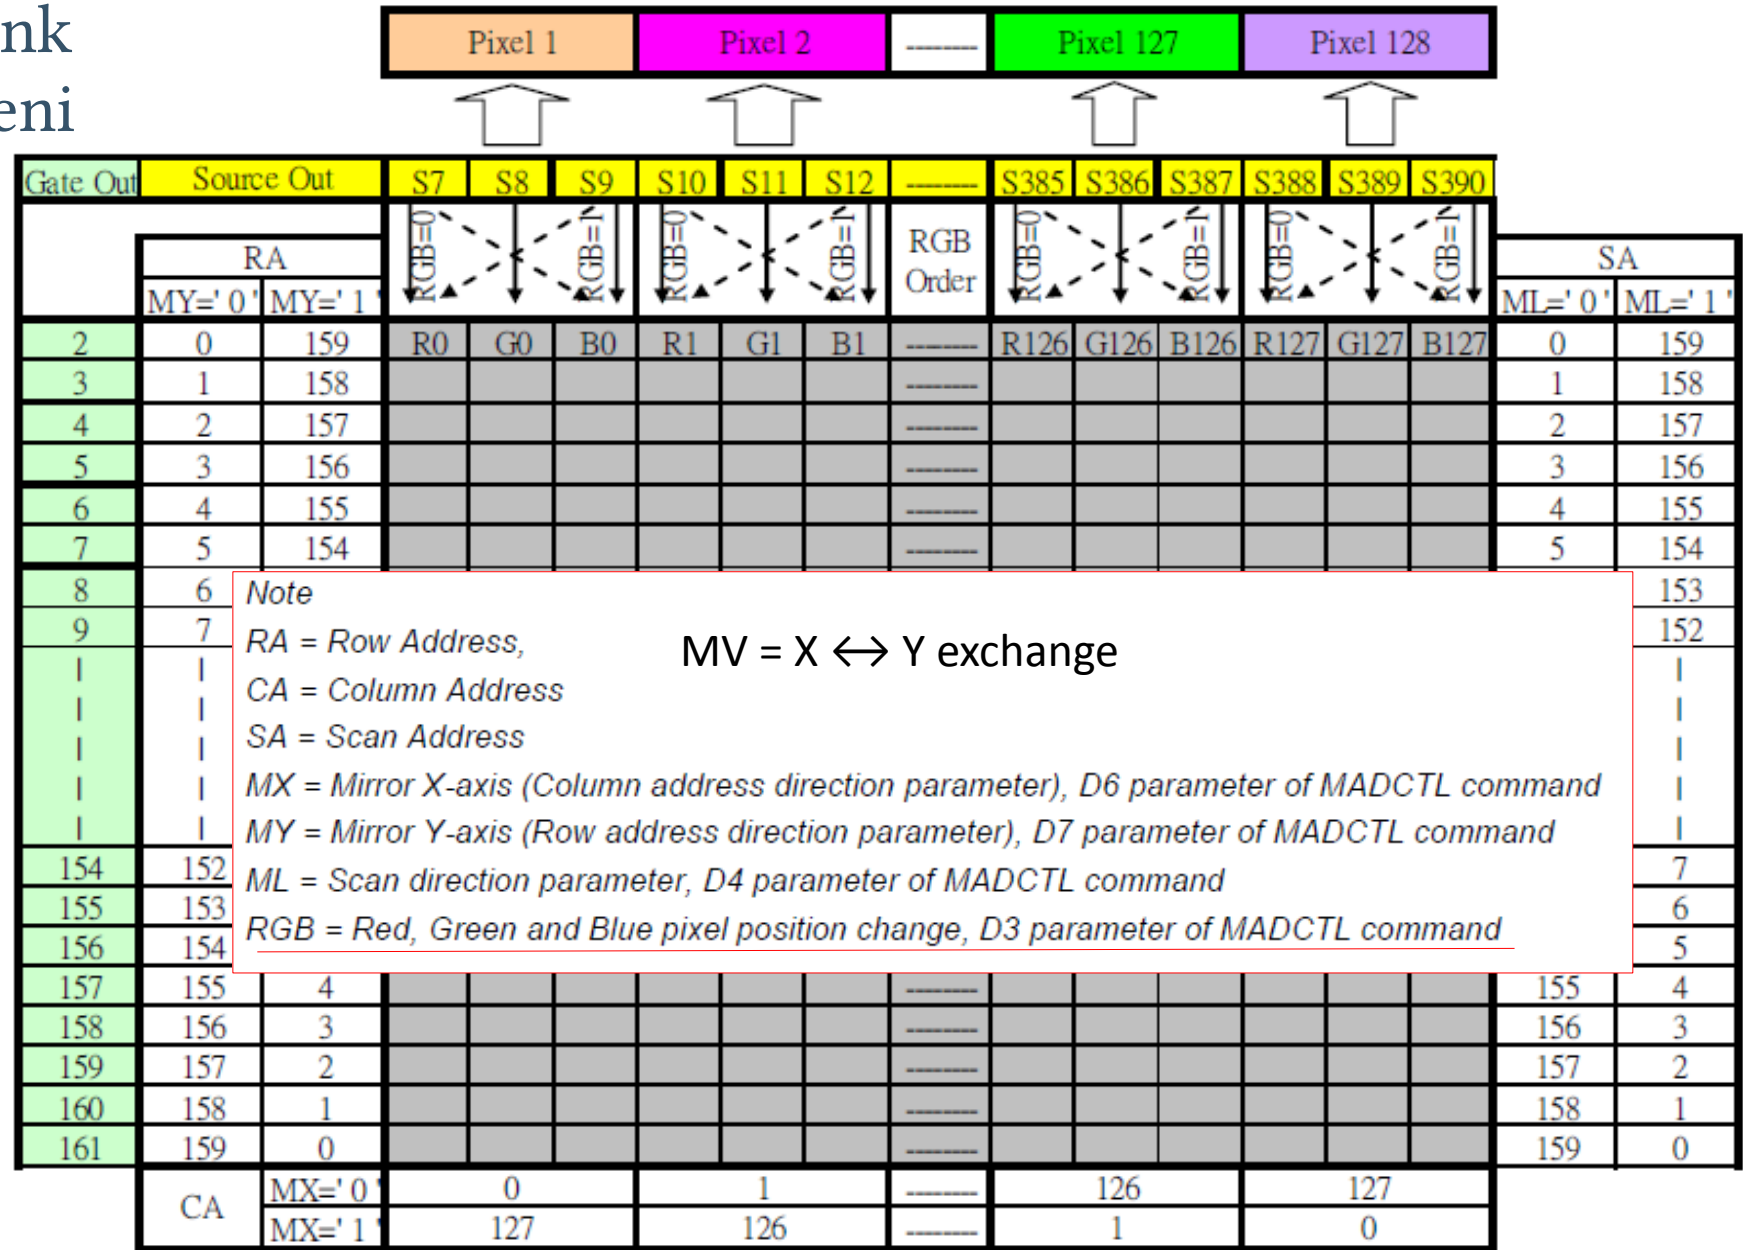 nk
eni
Pixel 1 Pixel 2 -------- Pixel 127 Pixel 128
Gate Out Source Out S7 S8 S9 S10 S11 S12 -------- S385 S386 S387 S388 S389 S390
RGB=0 RGB=1 RGB=0 RGB=1 RGB Order RGB=0 RGB=1 RGB=0 RGB=1
RA SA
MY=' 0 ' MY=' 1 ' ML=' 0 ' ML=' 1 '
2 0 159 R0 G0 B0 R1 G1 B1 -------- R126 G126 B126 R127 G127 B127 0 159
3 1 158 -------- 1 158
4 2 157 -------- 2 157
5 3 156 -------- 3 156
6 4 155 -------- 4 155
7 5 154 -------- 5 154
8 6 153
9 7 152
| | |
| | |
| | |
| | |
| | |
154 152 7
155 153 6
156 154 5
Note
RA = Row Address,
MV = X ↔ Y exchange
CA = Column Address
SA = Scan Address
MX = Mirror X-axis (Column address direction parameter), D6 parameter of MADCTL command
MY = Mirror Y-axis (Row address direction parameter), D7 parameter of MADCTL command
ML = Scan direction parameter, D4 parameter of MADCTL command
RGB = Red, Green and Blue pixel position change, D3 parameter of MADCTL command
157 155 4 -------- 155 4
158 156 3 -------- 156 3
159 157 2 -------- 157 2
160 158 1 -------- 158 1
161 159 0 -------- 159 0
CA MX=' 0 ' 0 1 -------- 126 127
MX=' 1 ' 127 126 -------- 1 0